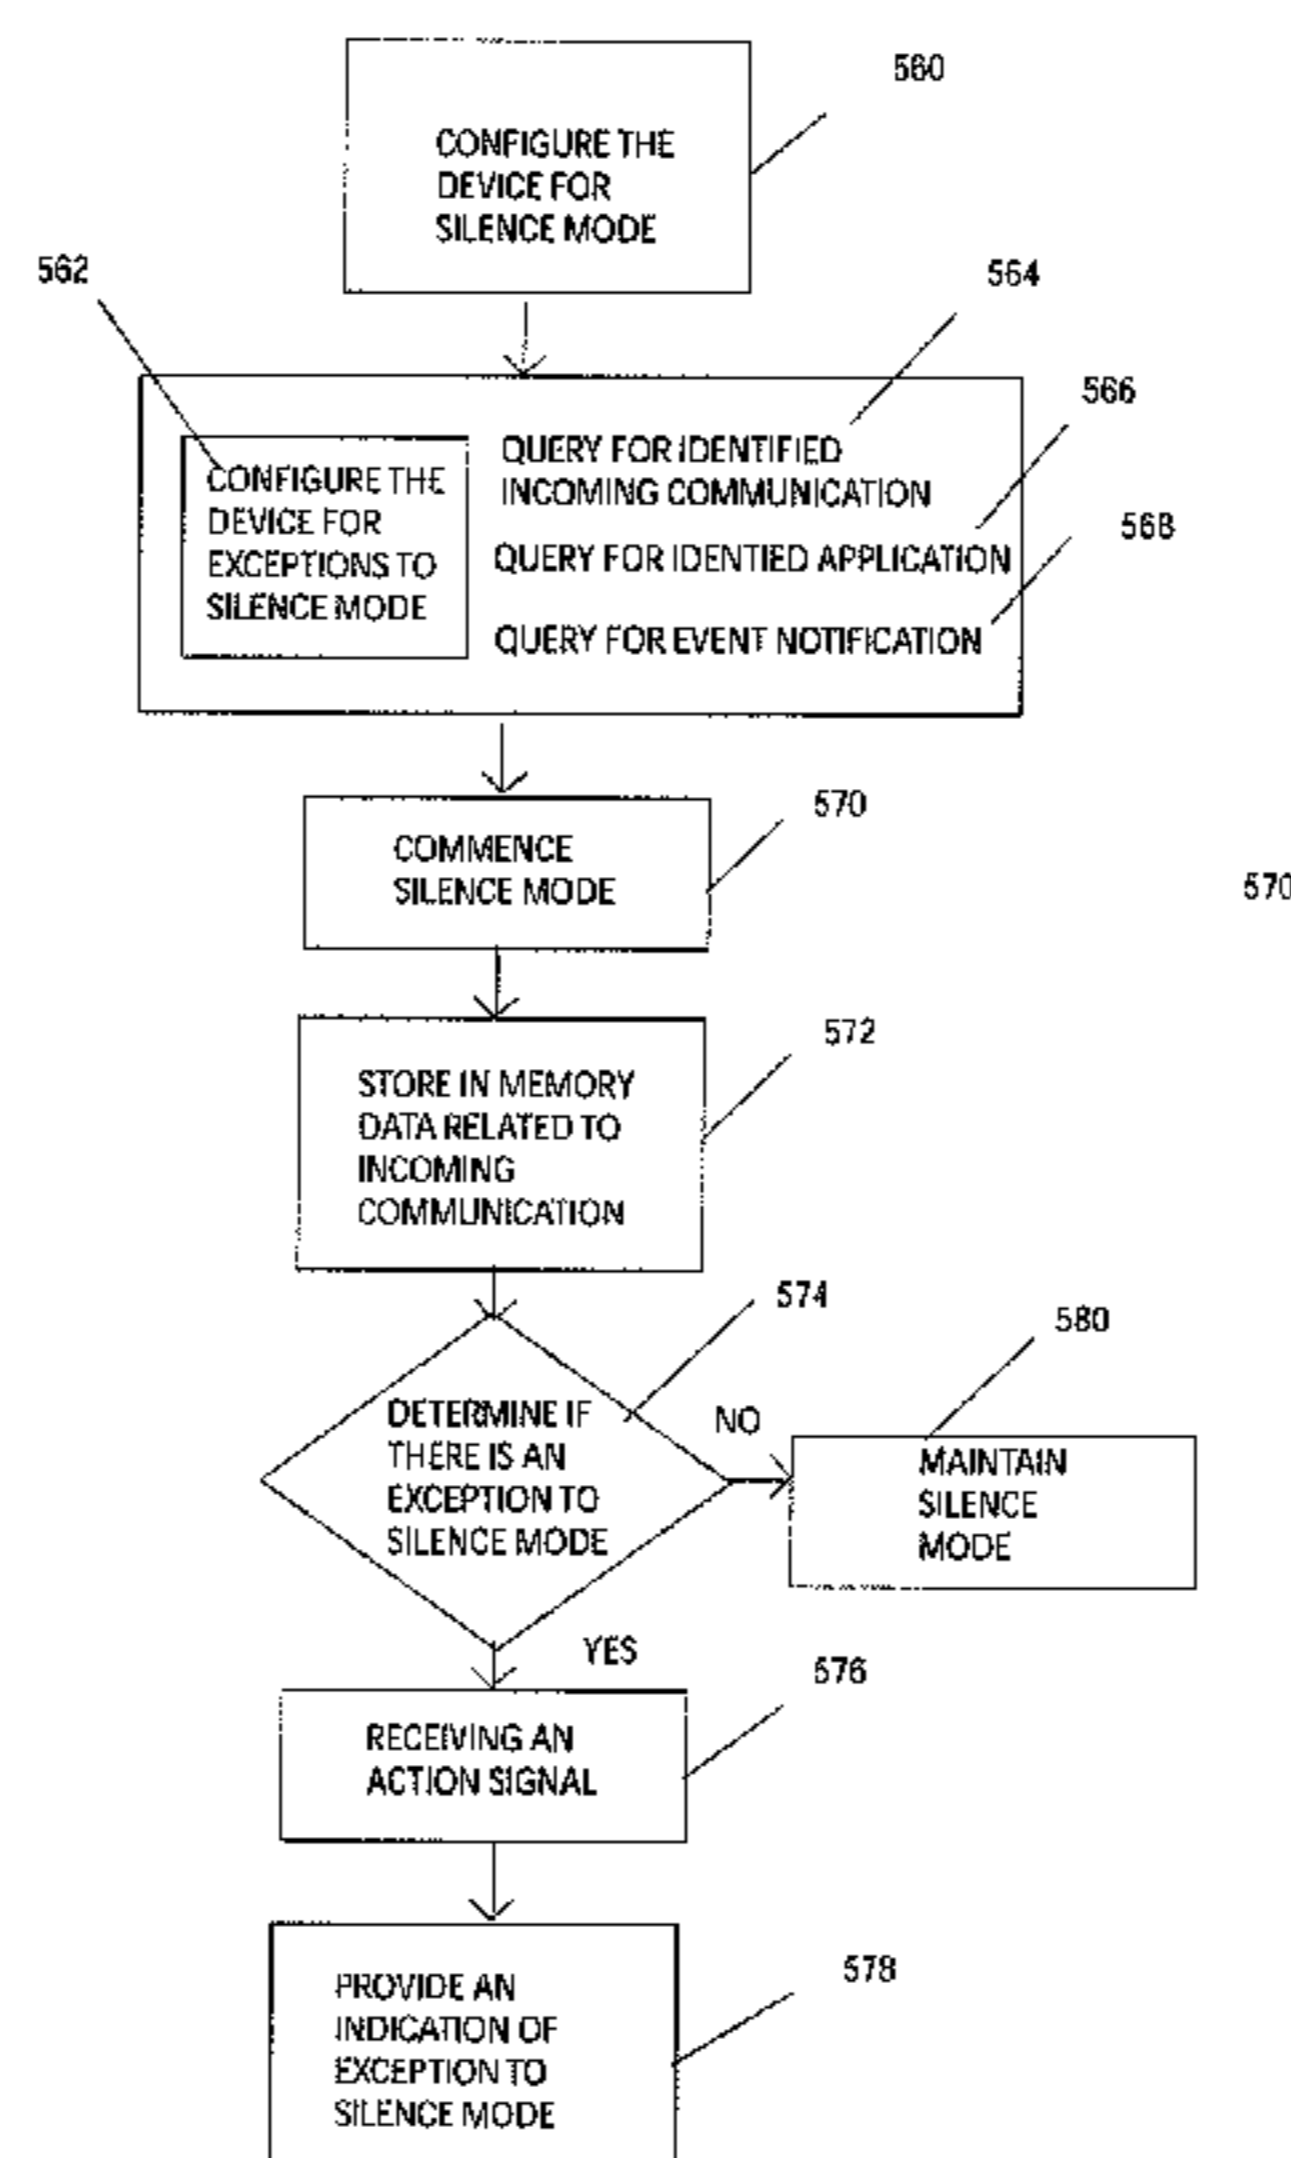 560
CONFIGURE THE
DEVICE FOR
SILENCE MODE
562
564
566
568
CONFIGURE THE
DEVICE FOR
EXCEPTIONS TO
SILENCE MODE
QUERY FOR IDENTIFIED
INCOMING COMMUNICATION
QUERY FOR IDENTIED APPLICATION
QUERY FOR EVENT NOTIFICATION
570
COMMENCE
SILENCE MODE
570
572
STORE IN MEMORY
DATA RELATED TO
INCOMING
COMMUNICATION
574
580
DETERMINE IF
THERE IS AN
EXCEPTION TO
SILENCE MODE
NO
MAINTAIN
SILENCE
MODE
YES
576
RECEIVING AN
ACTION SIGNAL
578
PROVIDE AN
INDICATION OF
EXCEPTION TO
SILENCE MODE